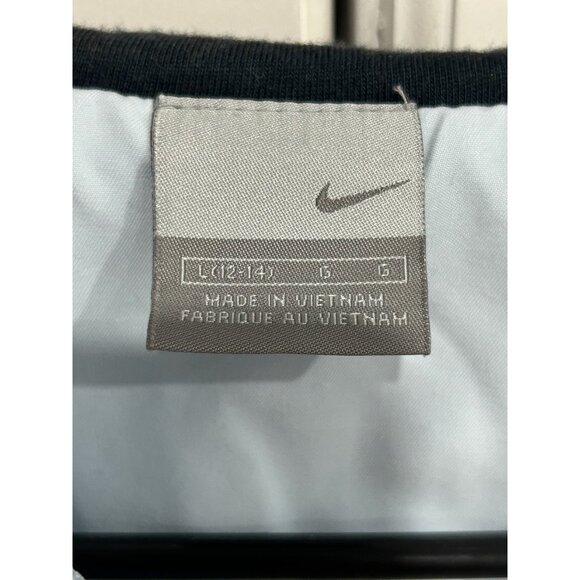 L(12-14) G G
MADE IN VIETNAM
FABRIQUE AU VIETNAM